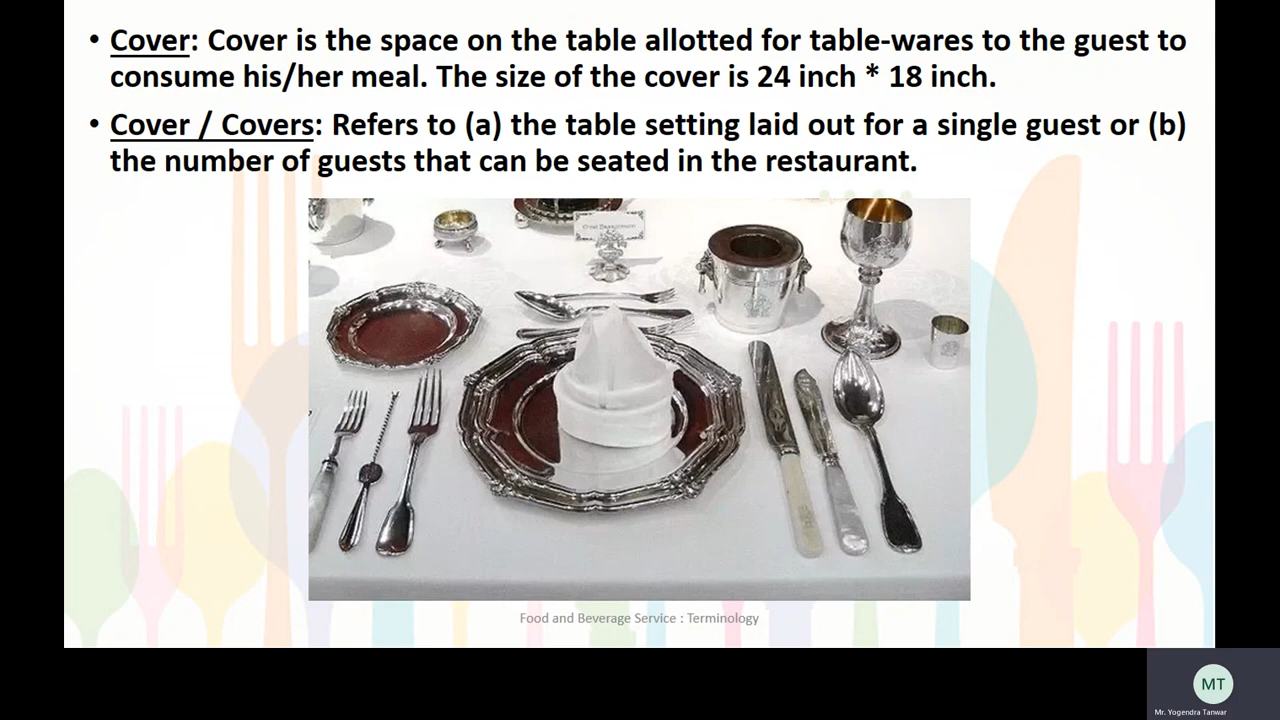 • Cover: Cover is the space on the table allotted for table-wares to the guest to
consume his/her meal. The size of the cover is 24 inch * 18 inch.
• Cover / Covers: Refers to (a) the table setting laid out for a single guest or (b)
the number of guests that can be seated in the restaurant.
Food and Beverage Service : Terminology
MT
Mr. Yogendra Tanwar